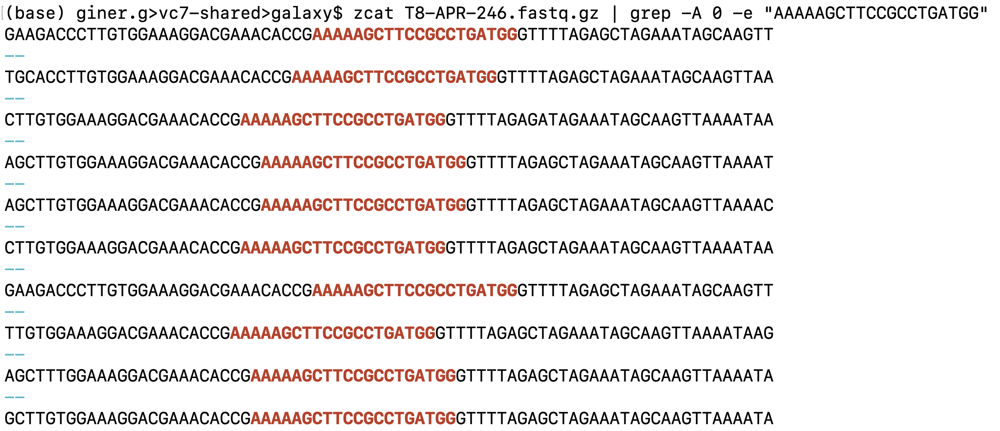 (base) giner.g>vc7-shared>galaxy$ zcat T8-APR-246.fastq.gz | grep -A 0 -e "AAAAAGCTTCCGCCTGATGG"
GAAGACCCTTGTGGAAAGGACGAAACACCGAAAAAGCTTCCGCCTGATGGGTTTTAGAGCTAGAAATAGCAAGTT
--
TGCACCTTGTGGAAAGGACGAAACACCGAAAAAGCTTCCGCCTGATGGGTTTTAGAGCTAGAAATAGCAAGTTAA
--
CTTGTGGAAAGGACGAAACACCGAAAAAGCTTCCGCCTGATGGGTTTTAGAGATAGAAATAGCAAGTTAAAATAA
--
AGCTTGTGGAAAGGACGAAACACCGAAAAAGCTTCCGCCTGATGGGTTTTAGAGCTAGAAATAGCAAGTTAAAAT
--
AGCTTGTGGAAAGGACGAAACACCGAAAAAGCTTCCGCCTGATGGGTTTTAGAGCTAGAAATAGCAAGTTAAAAC
--
CTTGTGGAAAGGACGAAACACCGAAAAAGCTTCCGCCTGATGGGTTTTAGAGCTAGAAATAGCAAGTTAAAATAA
--
GAAGACCCTTGTGGAAAGGACGAAACACCGAAAAAGCTTCCGCCTGATGGGTTTTAGAGCTAGAAATAGCAAGTT
--
TTGTGGAAAGGACGAAACACCGAAAAAGCTTCCGCCTGATGGGTTTTAGAGCTAGAAATAGCAAGTTAAAATAAG
--
AGCTTTGGAAAGGACGAAACACCGAAAAAGCTTCCGCCTGATGGGTTTTAGAGCTAGAAATAGCAAGTTAAAATA
--
GCTTGTGGAAAGGACGAAACACCGAAAAAGCTTCCGCCTGATGGGTTTTAGAGCTAGAAATAGCAAGTTAAAATA